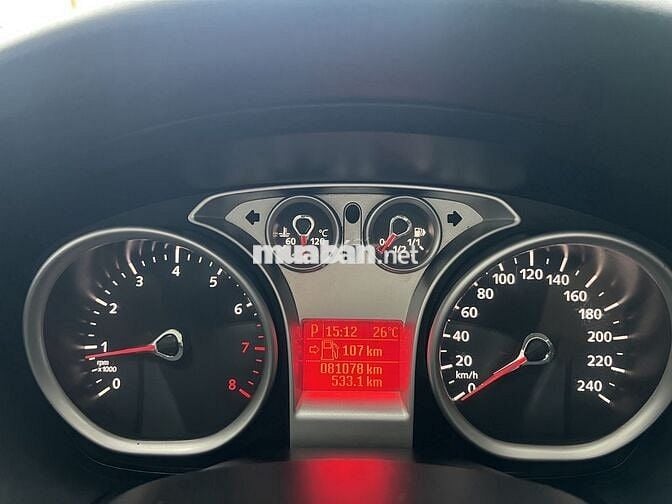 60 120 °C
0 1/2 1/1
muaban.net
0 1 2 3 4 5 6 7 8
rpm
x1000
P 15:12 26°C
107 km
081078 km
533.1 km
0 20 40 60 80 100 120 140 160 180 200 220 240
km/h